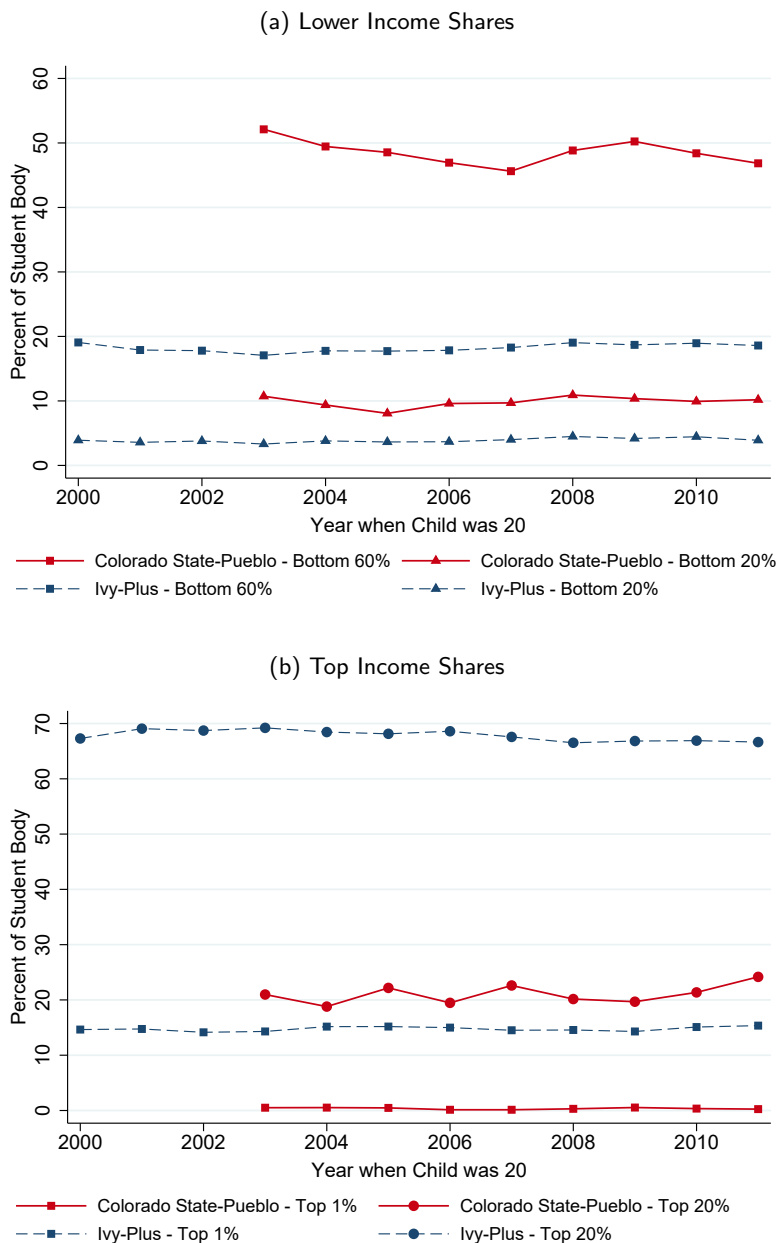 (a) Lower Income Shares
60
50
40
30
20
10
0
Percent of Student Body
2000 2002 2004 2006 2008 2010
Year when Child was 20
Colorado State-Pueblo - Bottom 60% Colorado State-Pueblo - Bottom 20%
Ivy-Plus - Bottom 60% Ivy-Plus - Bottom 20%
(b) Top Income Shares
70
60
50
40
30
20
10
0
Percent of Student Body
2000 2002 2004 2006 2008 2010
Year when Child was 20
Colorado State-Pueblo - Top 1% Colorado State-Pueblo - Top 20%
Ivy-Plus - Top 1% Ivy-Plus - Top 20%